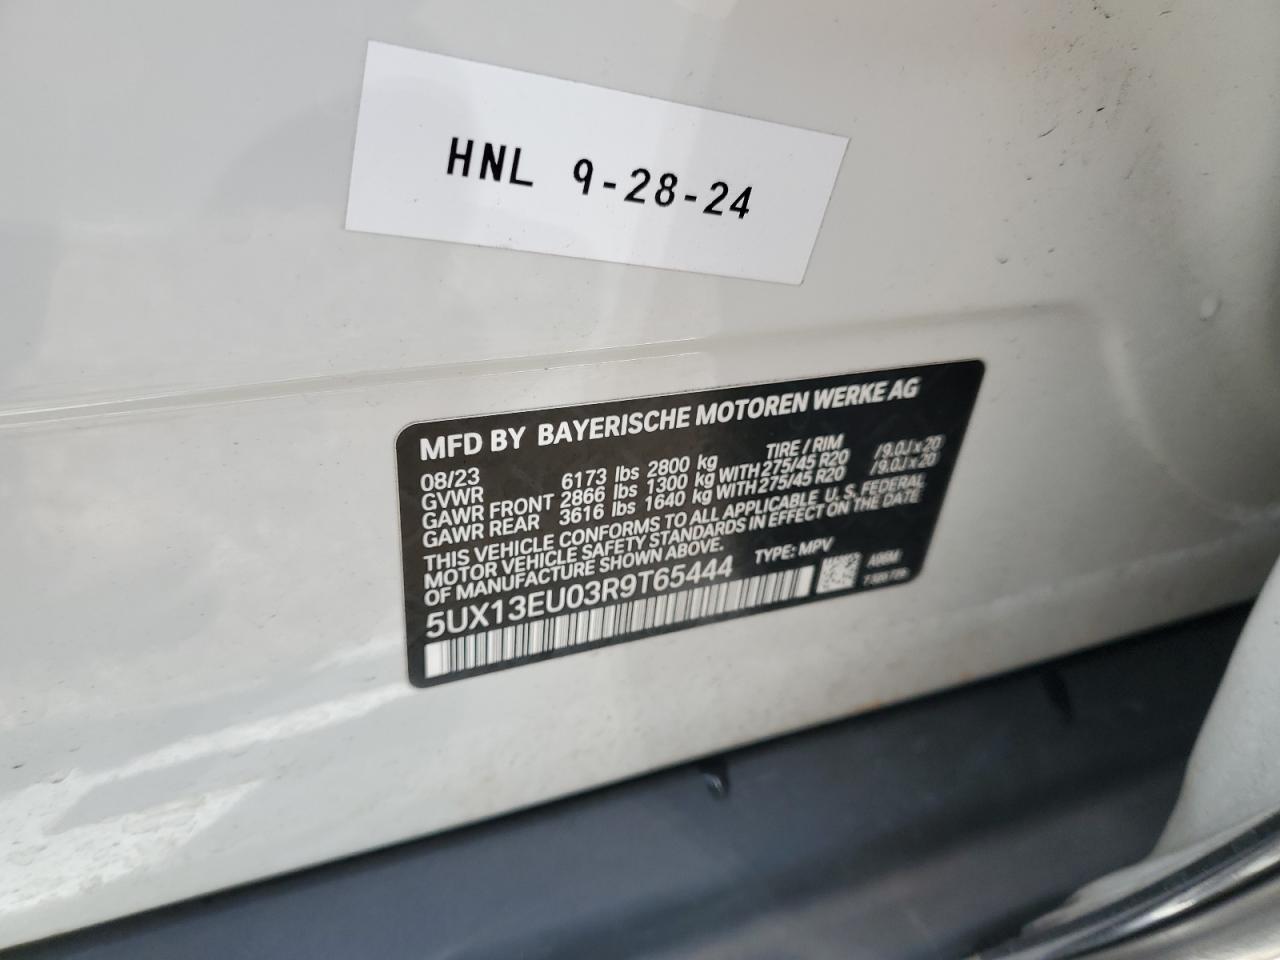 HNL 9-28-24
MFD BY BAYERISCHE MOTOREN WERKE AG
08/23 TIRE / RIM
GVWR 6173 lbs 2800 kg
GAWR FRONT 2866 lbs 1300 kg WITH 275/45 R20 /9.0J x 20
GAWR REAR 3616 lbs 1640 kg WITH 275/45 R20 /9.0J x 20
THIS VEHICLE CONFORMS TO ALL APPLICABLE U.S. FEDERAL
MOTOR VEHICLE SAFETY STANDARDS IN EFFECT ON THE DATE
OF MANUFACTURE SHOWN ABOVE. TYPE: MPV
5UX13EU03R9T65444